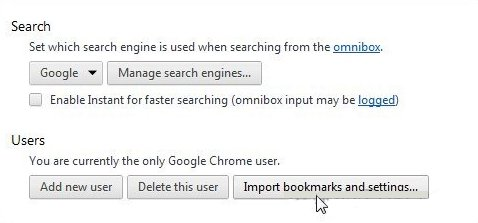 Search
Set which search engine is used when searching from the omnibox.
Google Manage search engines...
Enable Instant for faster searching (omnibox input may be logged)
Users
You are currently the only Google Chrome user.
Add new user Delete this user Import bookmarks and settings...